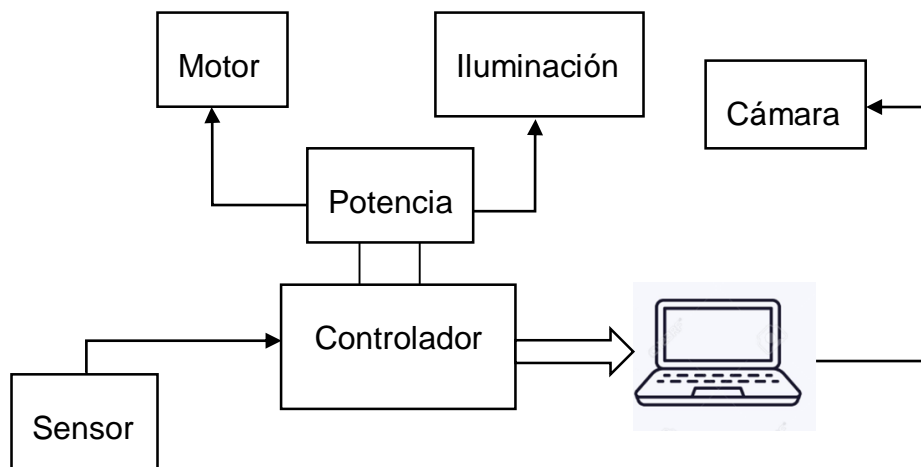 Motor
Iluminación
Cámara
Potencia
Controlador
Sensor